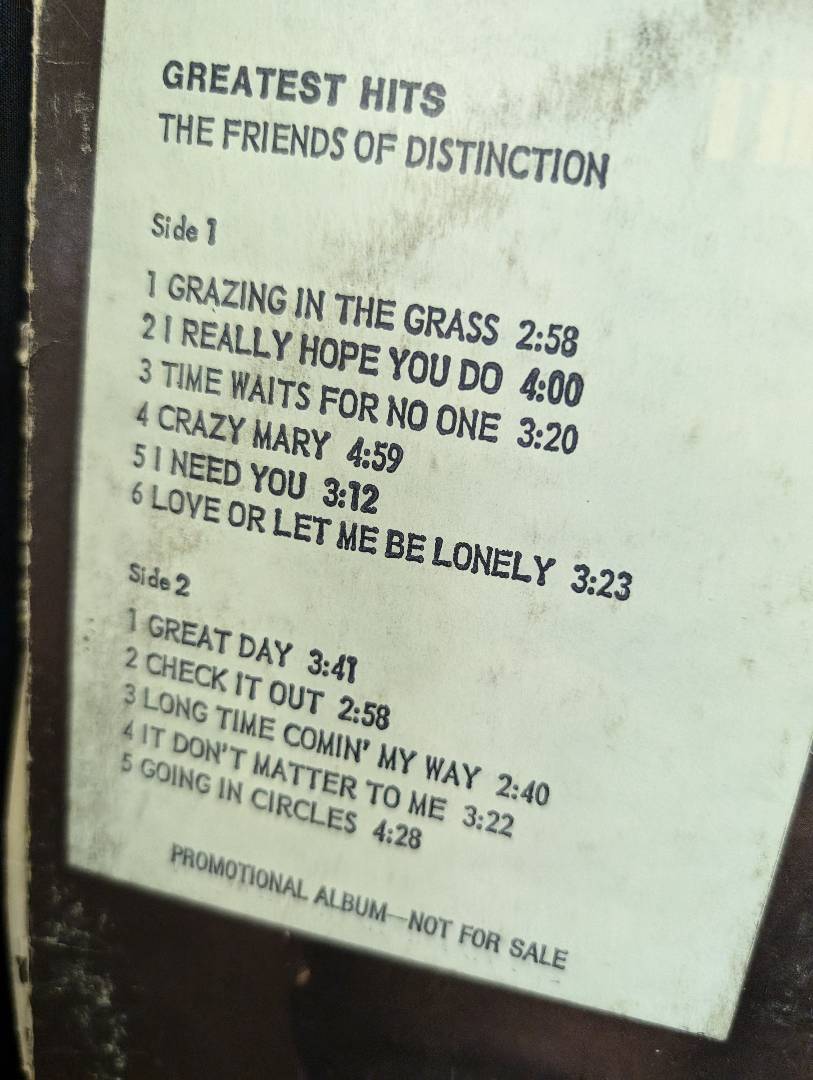 GREATEST HITS
THE FRIENDS OF DISTINCTION
Side 1
1 GRAZING IN THE GRASS 2:58
2 I REALLY HOPE YOU DO 4:00
3 TIME WAITS FOR NO ONE 3:20
4 CRAZY MARY 4:59
5 I NEED YOU 3:12
6 LOVE OR LET ME BE LONELY 3:23
Side 2
1 GREAT DAY 3:41
2 CHECK IT OUT 2:58
3 LONG TIME COMIN' MY WAY 2:40
4 IT DON'T MATTER TO ME 3:22
5 GOING IN CIRCLES 4:28
PROMOTIONAL ALBUM—NOT FOR SALE